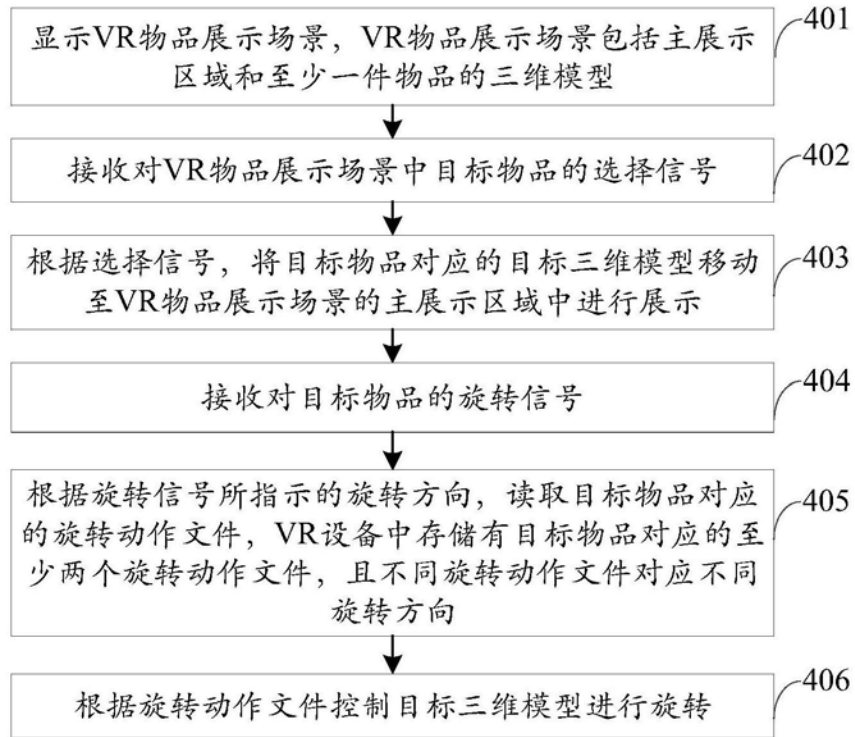 显示VR物品展示场景，VR物品展示场景包括主展示
区域和至少一件物品的三维模型
401
接收对VR物品展示场景中目标物品的选择信号
402
根据选择信号，将目标物品对应的目标三维模型移动
至VR物品展示场景的主展示区域中进行展示
403
接收对目标物品的旋转信号
404
根据旋转信号所指示的旋转方向，读取目标物品对应
的旋转动作文件，VR设备中存储有目标物品对应的至
少两个旋转动作文件，且不同旋转动作文件对应不同
旋转方向
405
根据旋转动作文件控制目标三维模型进行旋转
406